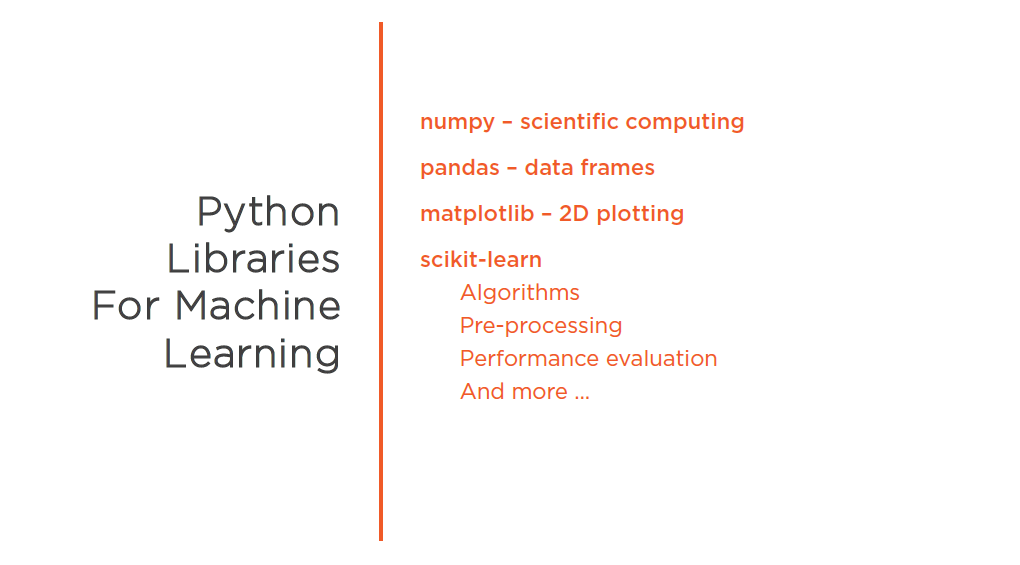 Python
Libraries
For Machine
Learning
numpy – scientific computing
pandas – data frames
matplotlib – 2D plotting
scikit-learn
Algorithms
Pre-processing
Performance evaluation
And more ...